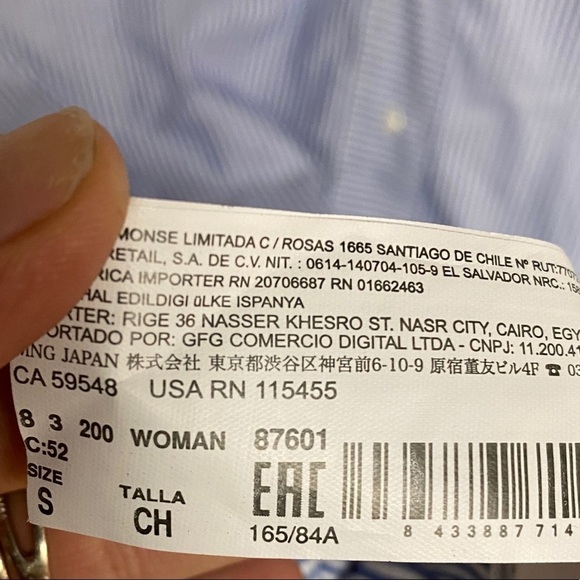 MONSE LIMITADA C / ROSAS 1665 SANTIAGO DE CHILE Nº RUT:
RETAIL, S.A. DE C.V. NIT. : 0614-140704-105-9 EL SALVADOR NRC.:
RICA IMPORTER RN 20706687 RN 01662463
HAL EDILDIGI üLKE ISPANYA
RTER: RIGE 36 NASSER KHESRO ST. NASR CITY, CAIRO, EGY
ORTADO POR: GFG COMERCIO DIGITAL LTDA - CNPJ: 11.200.41
MNG JAPAN 株式会社 東京都渋谷区神宮前6-10-9 原宿董友ビル4F ☎ 03
CA 59548 USA RN 115455
8 3 200 WOMAN 87601
C:52
SIZE
S
TALLA
CH
EAC
165/84A
8 433887 714